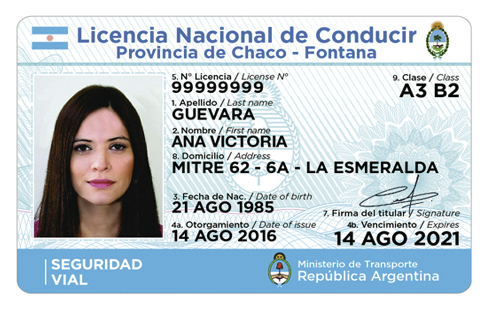 Licencia Nacional de Conducir
Provincia de Chaco - Fontana
5. N° Licencia / License N°
99999999
9. Clase / Class
A3 B2
1. Apellido / Last name
GUEVARA
2. Nombre / First name
ANA VICTORIA
8. Domicilio / Address
MITRE 62 - 6A - LA ESMERALDA
3. Fecha de Nac. / Date of birth
21 AGO 1985
7. Firma del titular / Signature
4a. Otorgamiento / Date of issue
14 AGO 2016
4b. Vencimiento / Expires
14 AGO 2021
SEGURIDAD
VIAL
Ministerio de Transporte
República Argentina